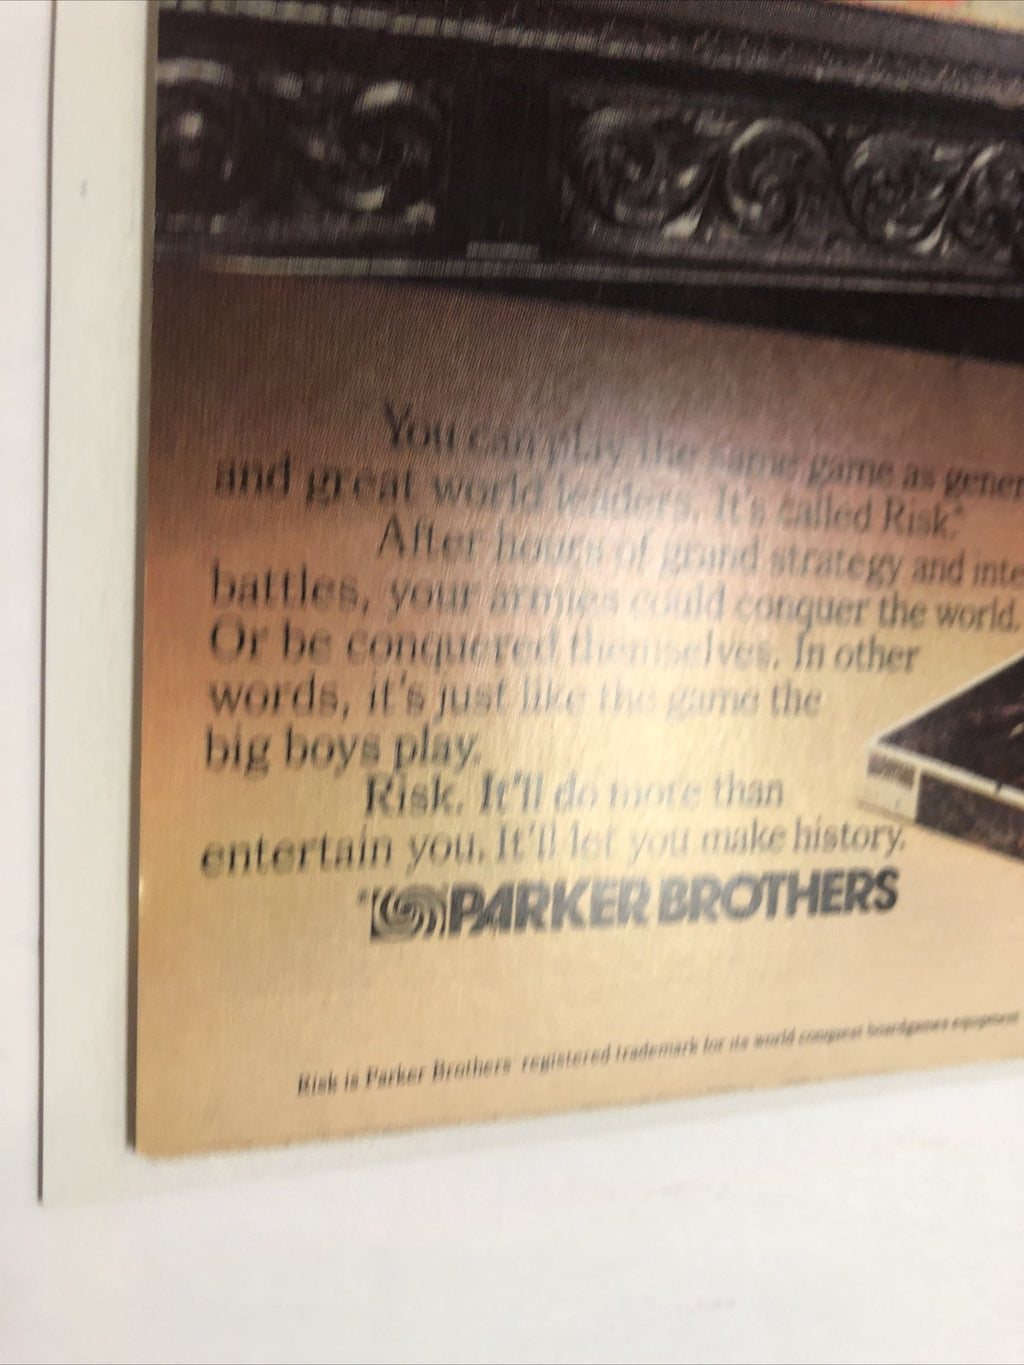 You can play the same game as gener
and great world leaders. It's called Risk.®
After hours of grand strategy and inte
battles, your armies could conquer the world.
Or be conquered themselves. In other
words, it's just like the game the
big boys play.
Risk. It'll do more than
entertain you. It'll let you make history.
PARKER BROTHERS
Risk is Parker Brothers' registered trademark for its world conquest boardgames equipment